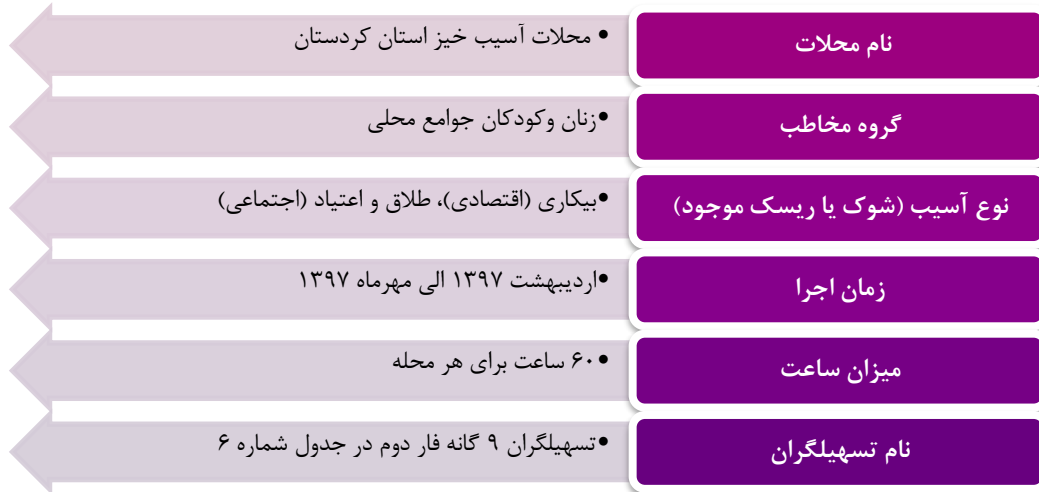 نام محلات
• محلات آسیب خیز استان کردستان
گروه مخاطب
•زنان وکودکان جوامع محلی
نوع آسیب (شوک یا ریسک موجود)
•بیکاری (اقتصادی)، طلاق و اعتیاد (اجتماعی)
زمان اجرا
•اردیبهشت ۱۳۹۷ الی مهرماه ۱۳۹۷
میزان ساعت
•۶۰ ساعت برای هر محله
نام تسهیلگران
•تسهیلگران ۹ گانه فار دوم در جدول شماره ۶